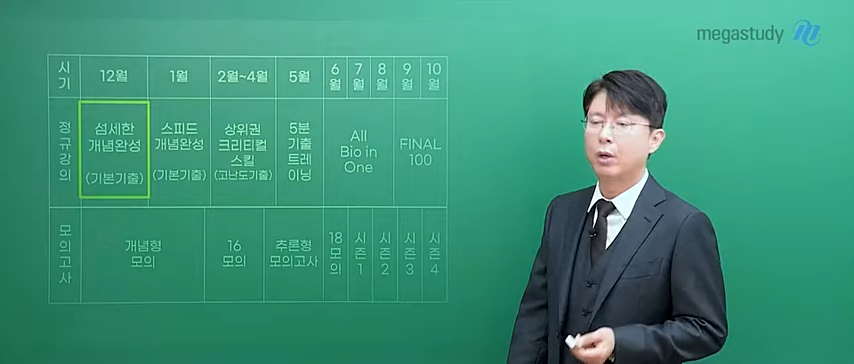 megastudy
시기
12월
1월
2월~4월
5월
6월
7월
8월
9월
10월
정규강의
섬세한
개념완성
(기본기출)
스피드
개념완성
(기본기출)
상위권
크리티컬
스킬
(고난도기출)
5분
기출
트레
이닝
All
Bio in
One
FINAL
100
모의고사
개념형
모의
16
모의
추론형
모의고사
18
모의
시즌
1
시즌
2
시즌
3
시즌
4